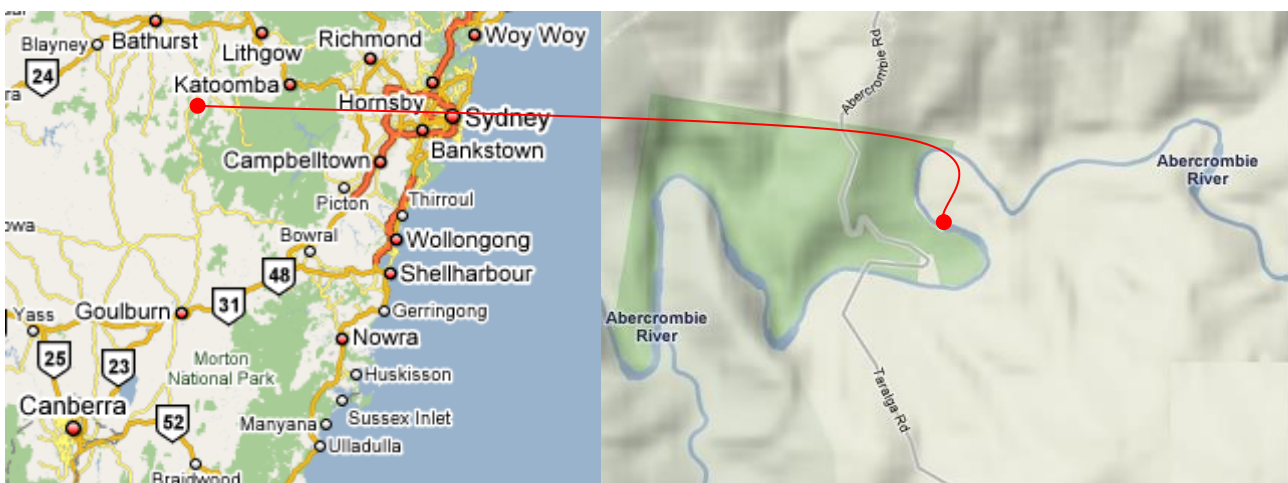 Blayney
Bathurst
24
ra
Lithgow
Richmond
Woy Woy
Katoomba
Hornsby
Sydney
Bankstown
Campbelltown
Picton
Thirroul
owa
Bowral
Wollongong
48
Shellharbour
Goulburn
31
Gerringong
Yass
25
23
Nowra
Morton
National Park
Huskisson
Canberra
52
Sussex Inlet
Manyana
Ulladulla
Braidwood
Abercrombie Rd
Abercrombie
River
Abercrombie
River
Taralga Rd